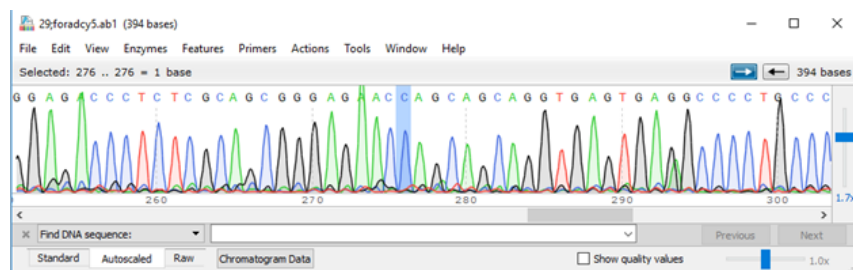 29;foradcy5.ab1 (394 bases)
File Edit View Enzymes Features Primers Actions Tools Window Help
Selected: 276 .. 276 = 1 base 394 bases
G G A G A C C C T C T C G C A G C G G G A G A A C C A G C A G C A G G T G A G T G A G G C C C C T G C C C
260 270 280 290 300 1.7x
Find DNA sequence: Previous Next
Standard Autoscaled Raw Chromatogram Data Show quality values 1.0x